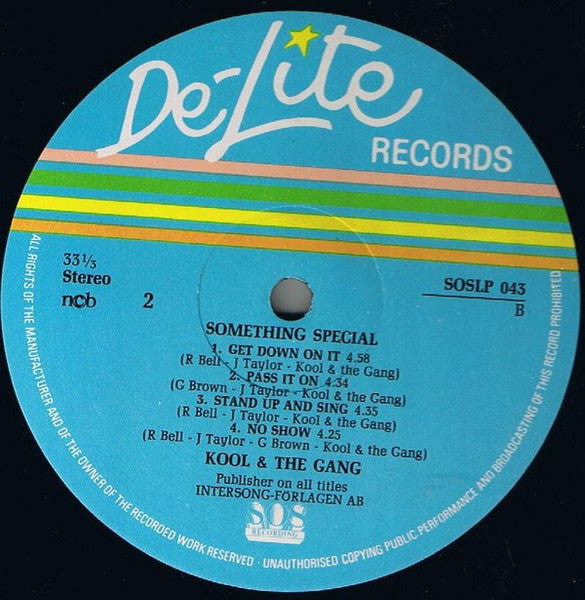 De-Lite
RECORDS
33⅓
Stereo
ncb
2
SOSLP 043
B
SOMETHING SPECIAL
1. GET DOWN ON IT 4.58
(R Bell - J Taylor - Kool & the Gang)
2. PASS IT ON 4.34
(G Brown - J Taylor - Kool & the Gang)
3. STAND UP AND SING 4.35
(R Bell - J Taylor - Kool & the Gang)
4. NO SHOW 4.25
(R Bell - J Taylor - G Brown - Kool & the Gang)
KOOL & THE GANG
Publisher on all titles
INTERSONG-FÖRLAGEN AB
SOS
RECORDING
ALL RIGHTS OF THE MANUFACTURER AND OF THE OWNER OF THE RECORDED WORK RESERVED · UNAUTHORISED COPYING PUBLIC PERFORMANCE AND BROADCASTING OF THIS RECORD PROHIBITED.